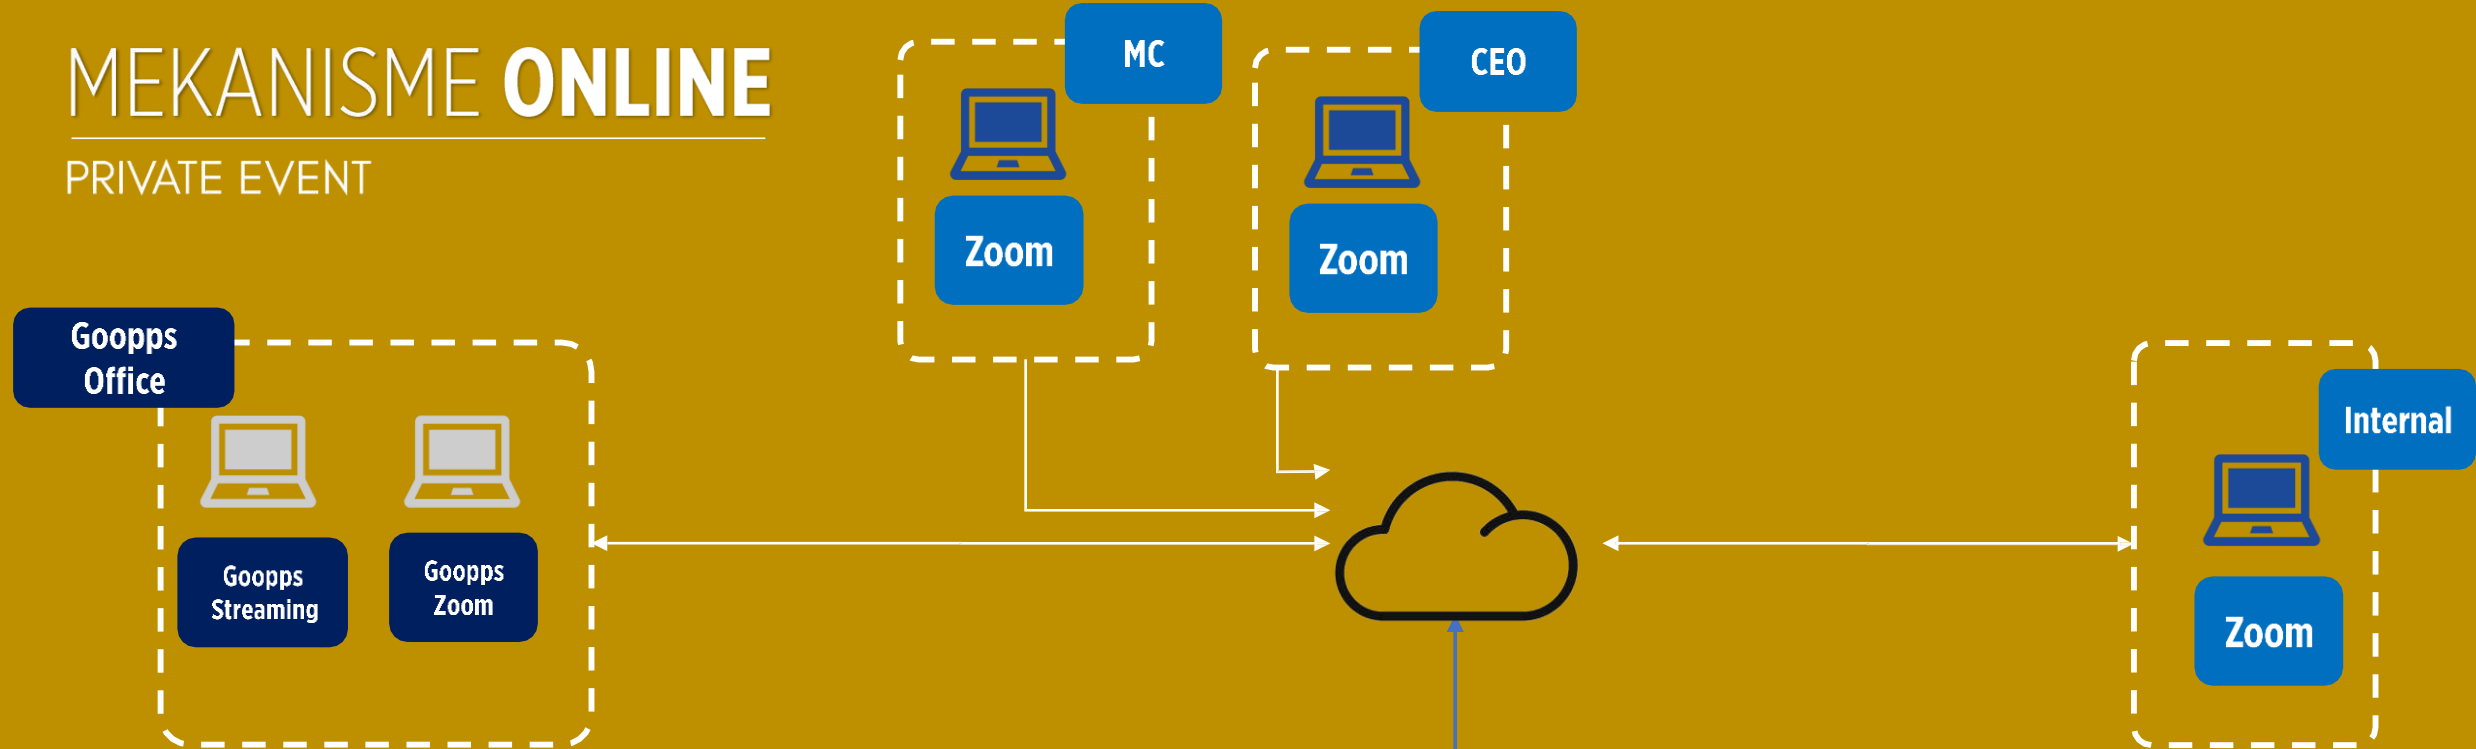 MEKANISME ONLINE
PRIVATE EVENT
MC
Zoom
CEO
Zoom
Goopps
Office
Goopps
Streaming
Goopps
Zoom
Internal
Zoom